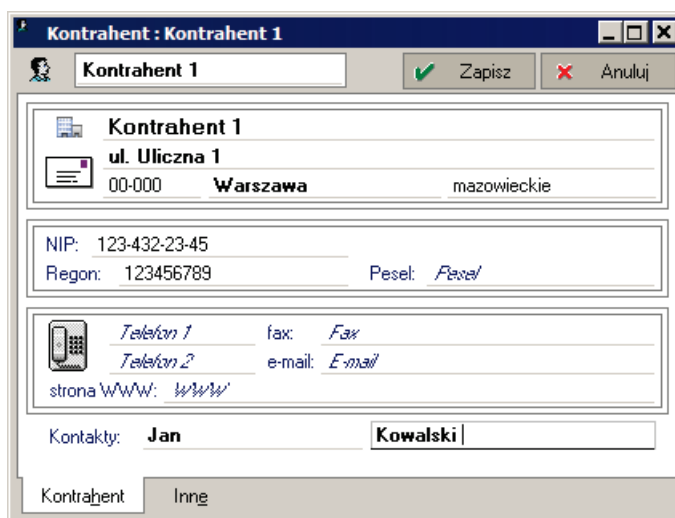 Kontrahent : Kontrahent 1
Kontrahent 1 Zapisz Anuluj
Kontrahent 1
ul. Uliczna 1
00-000 Warszawa mazowieckie
NIP: 123-432-23-45
Regon: 123456789 Pesel: Pesel
Telefon 1 fax: Fax
Telefon 2 e-mail: E-mail
strona WWW: WWW
Kontakty: Jan Kowalski
Kontrahent Inne